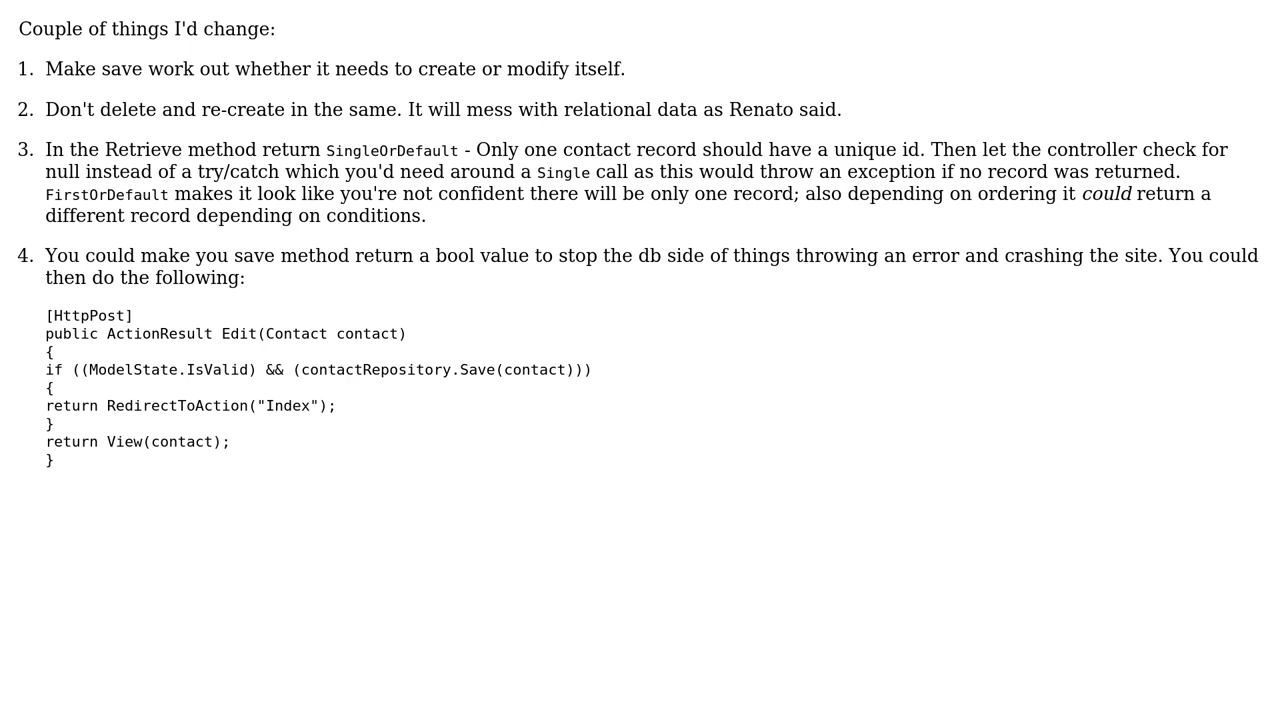 Couple of things I'd change:
1. Make save work out whether it needs to create or modify itself.
2. Don't delete and re-create in the same. It will mess with relational data as Renato said.
3. In the Retrieve method return SingleOrDefault - Only one contact record should have a unique id. Then let the controller check for
null instead of a try/catch which you'd need around a Single call as this would throw an exception if no record was returned.
FirstOrDefault makes it look like you're not confident there will be only one record; also depending on ordering it could return a
different record depending on conditions.
4. You could make you save method return a bool value to stop the db side of things throwing an error and crashing the site. You could
then do the following:
[HttpPost]
public ActionResult Edit(Contact contact)
{
if ((ModelState.IsValid) && (contactRepository.Save(contact)))
{
return RedirectToAction("Index");
}
return View(contact);
}